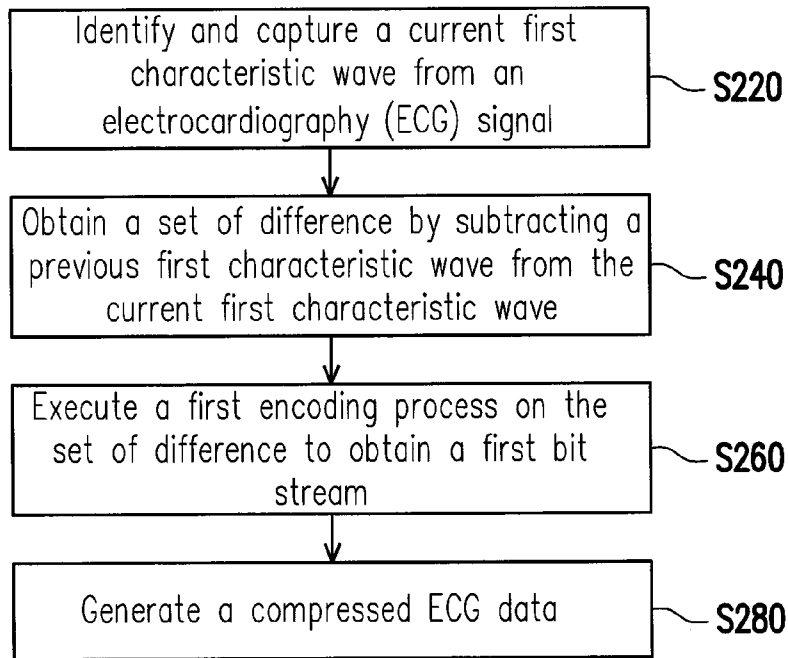 Identify and capture a current first
characteristic wave from an
electrocardiography (ECG) signal
S220
Obtain a set of difference by subtracting a
previous first characteristic wave from the
current first characteristic wave
S240
Execute a first encoding process on the
set of difference to obtain a first bit
stream
S260
Generate a compressed ECG data
S280